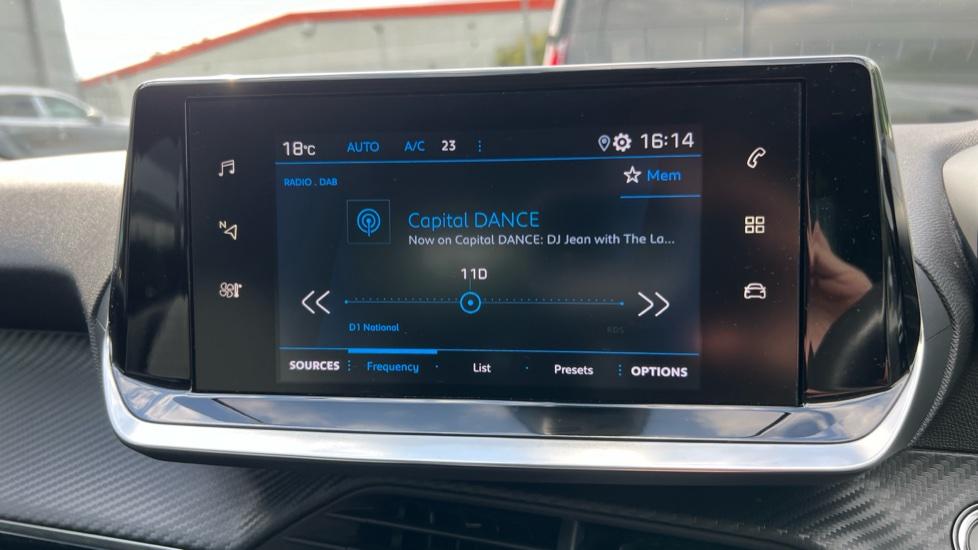 18°C AUTO A/C 23 16:14
RADIO . DAB
Mem
Capital DANCE
Now on Capital DANCE: DJ Jean with The La...
11D
D1 National
RDS
SOURCES Frequency List Presets OPTIONS
N